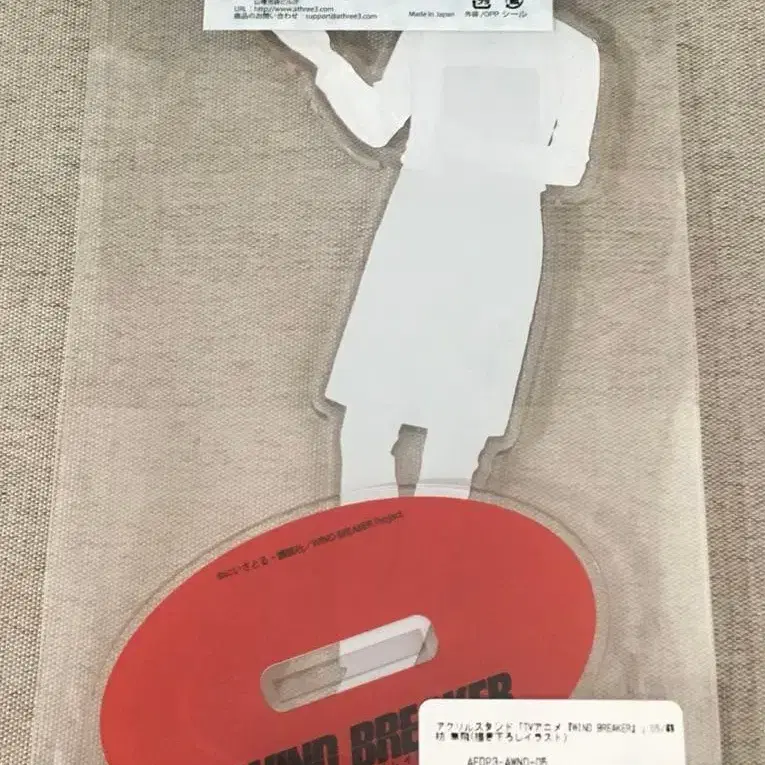 URL : http://www.athree3.com
商品のお問い合わせ : support@athree3.com
Made in Japan
外袋/OPP シール
©にいさとる・講談社/WIND BREAKER Project
WIND BREAKER
アクリルスタンド「TVアニメ『WIND BREAKER』」05/
枋 無飛(描き下ろしイラスト)
AEDP3-AWND-05